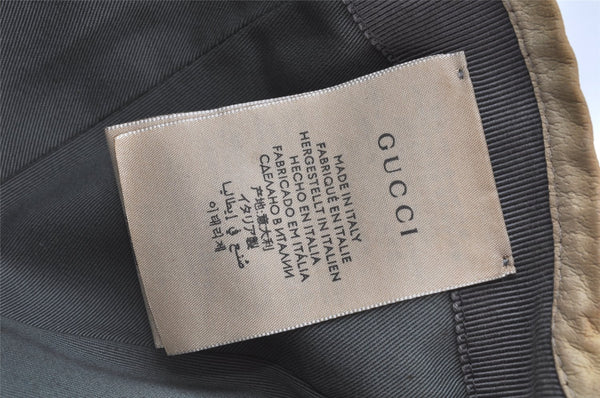 GUCCI
MADE IN ITALY
FABRIQUÉ EN ITALIE
HERGESTELLT IN ITALIEN
HECHO EN ITALIA
FABRICADO EM ITÁLIA
СДЕЛАНО В ИТАЛИИ
产地:意大利
イタリア製
صنع في إيطاليا
이태리제